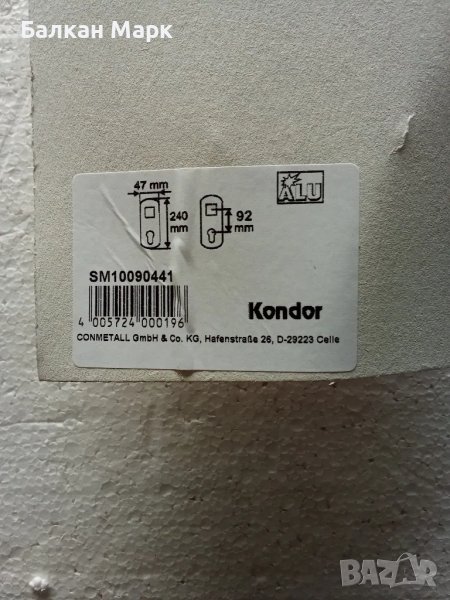 Балкан Марк
47 mm
240
mm
92
mm
ALU
SM10090441
4 005724 000196
Kondor
CONMETALL GmbH & Co. KG, Hafenstraße 26, D-29223 Celle
BAZAR